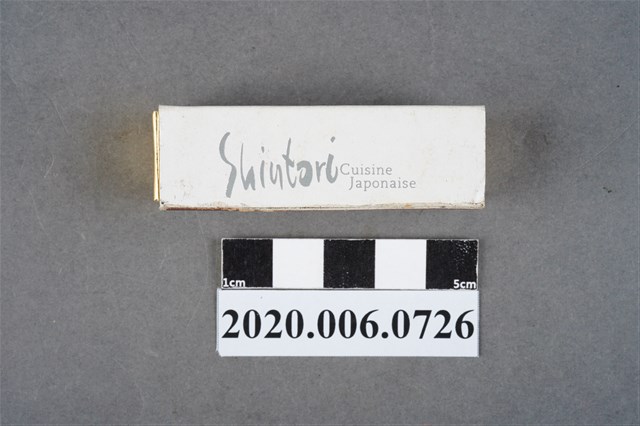 Shintori Cuisine
Japonaise
1cm 5cm
2020.006.0726